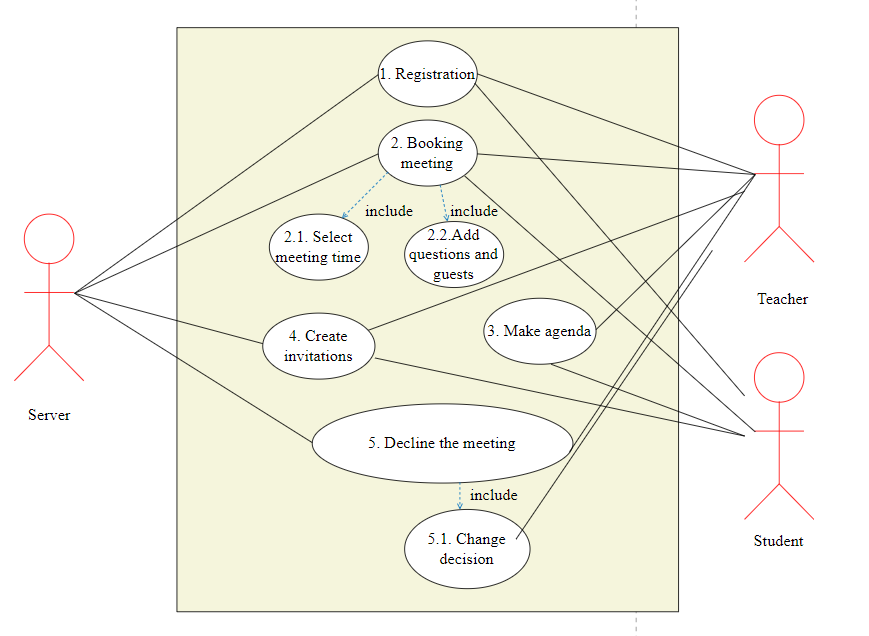 1. Registration
2. Booking
meeting
include
include
2.1. Select
meeting time
2.2.Add
questions and
guests
Teacher
4. Create
invitations
3. Make agenda
Server
5. Decline the meeting
include
5.1. Change
decision
Student